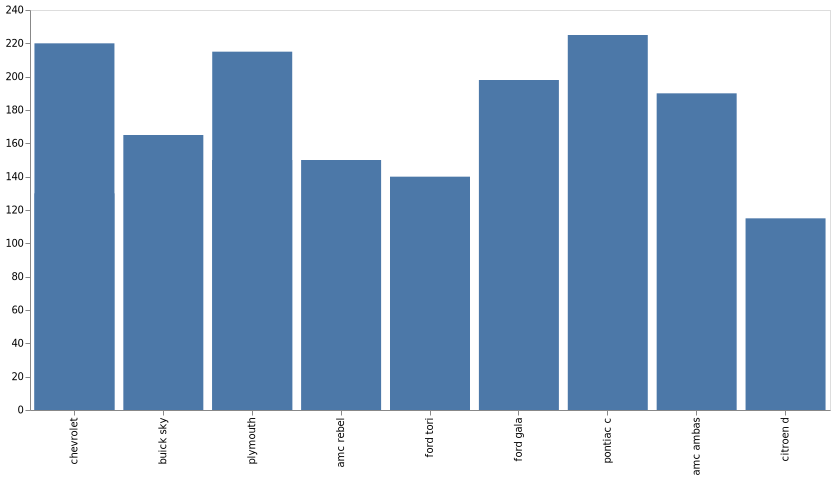 240
220
200
180
160
140
120
100
80
60
40
20
0
chevrolet
buick sky
plymouth
amc rebel
ford tori
ford gala
pontiac c
amc ambas
citroen d